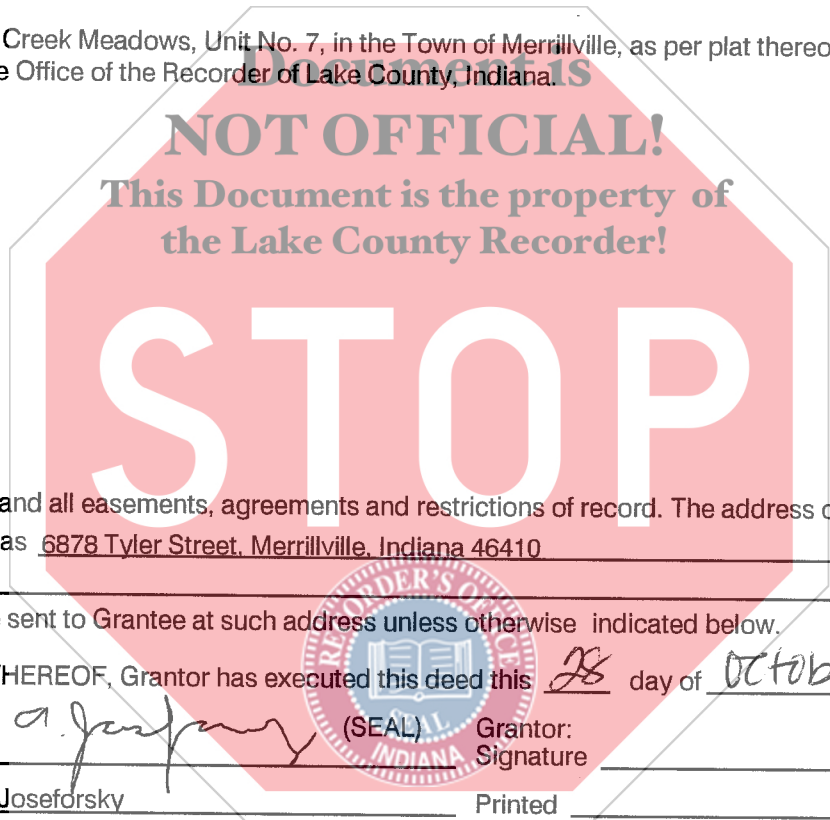 Creek Meadows, Unit No. 7, in the Town of Merrillville, as per plat thereo
e Office of the Recorder of Lake County, Indiana.
Document is
NOT OFFICIAL!
This Document is the property of
the Lake County Recorder!
STOP
and all easements, agreements and restrictions of record. The address o
as 6878 Tyler Street, Merrillville, Indiana 46410
sent to Grantee at such address unless otherwise indicated below.
HEREOF, Grantor has executed this deed this 28 day of Octob
(SEAL) Grantor:
Signature
Joseforsky Printed
RECORDER'S OFFICE
SEAL
INDIANA